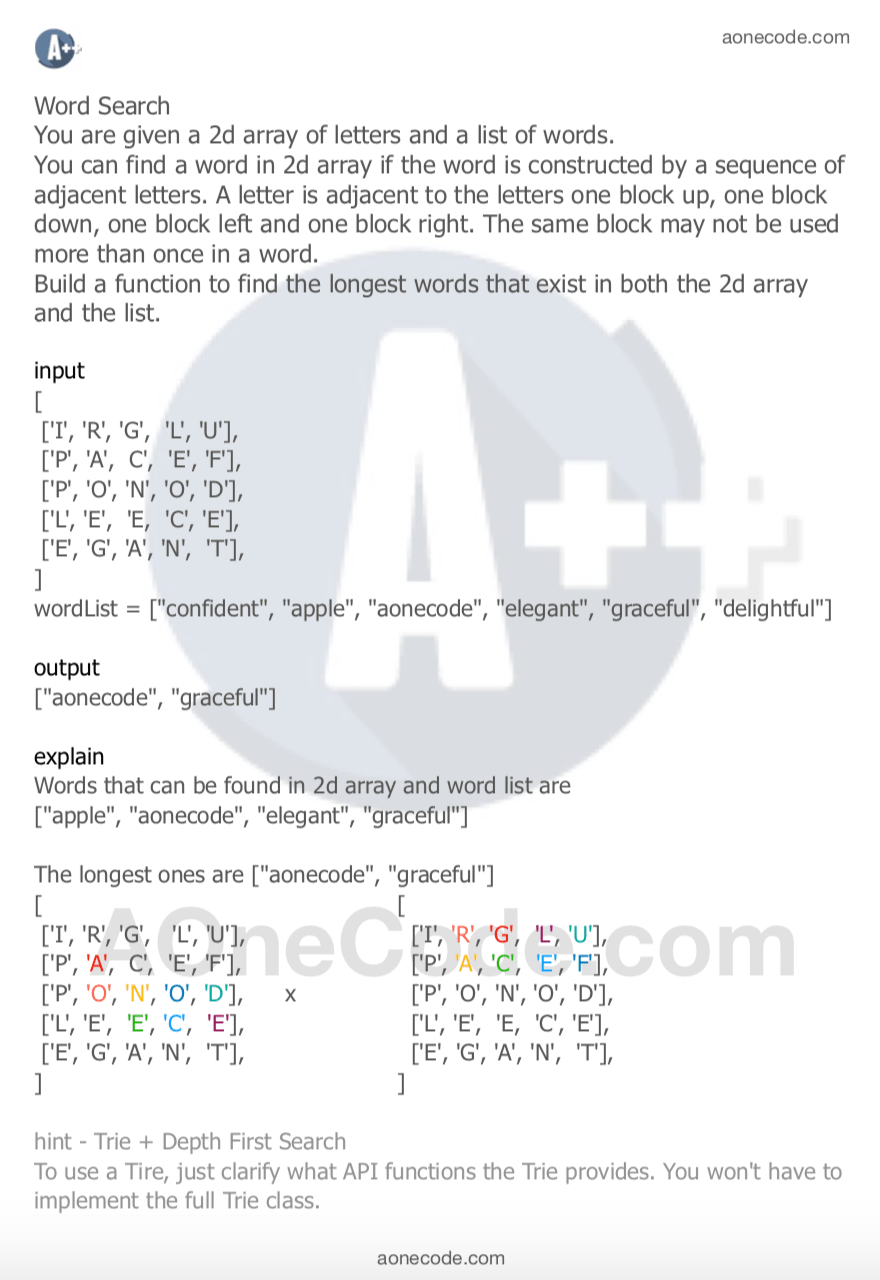 A++
aonecode.com
Word Search
You are given a 2d array of letters and a list of words.
You can find a word in 2d array if the word is constructed by a sequence of
adjacent letters. A letter is adjacent to the letters one block up, one block
down, one block left and one block right. The same block may not be used
more than once in a word.
Build a function to find the longest words that exist in both the 2d array
and the list.
input
[
['I', 'R', 'G', 'L', 'U'],
['P', 'A', C', 'E', 'F'],
['P', 'O', 'N', 'O', 'D'],
['L', 'E', 'E, 'C', 'E'],
['E', 'G', 'A', 'N', 'T'],
]
A++
wordList = ["confident", "apple", "aonecode", "elegant", "graceful", "delightful"]
output
["aonecode", "graceful"]
explain
Words that can be found in 2d array and word list are
["apple", "aonecode", "elegant", "graceful"]
The longest ones are ["aonecode", "graceful"]
[ [
['I', 'R', 'G', 'L', 'U'], ['I', 'R', 'G', 'L', 'U'],
AOneCode.com
['P', 'A', C', 'E', 'F'], ['P', 'A', 'C', 'E', 'F'],
['P', 'O', 'N', 'O', 'D'], x ['P', 'O', 'N', 'O', 'D'],
['L', 'E', 'E', 'C', 'E'], ['L', 'E', 'E', 'C', 'E'],
['E', 'G', 'A', 'N', 'T'], ['E', 'G', 'A', 'N', 'T'],
] ]
hint - Trie + Depth First Search
To use a Tire, just clarify what API functions the Trie provides. You won't have to
implement the full Trie class.
aonecode.com